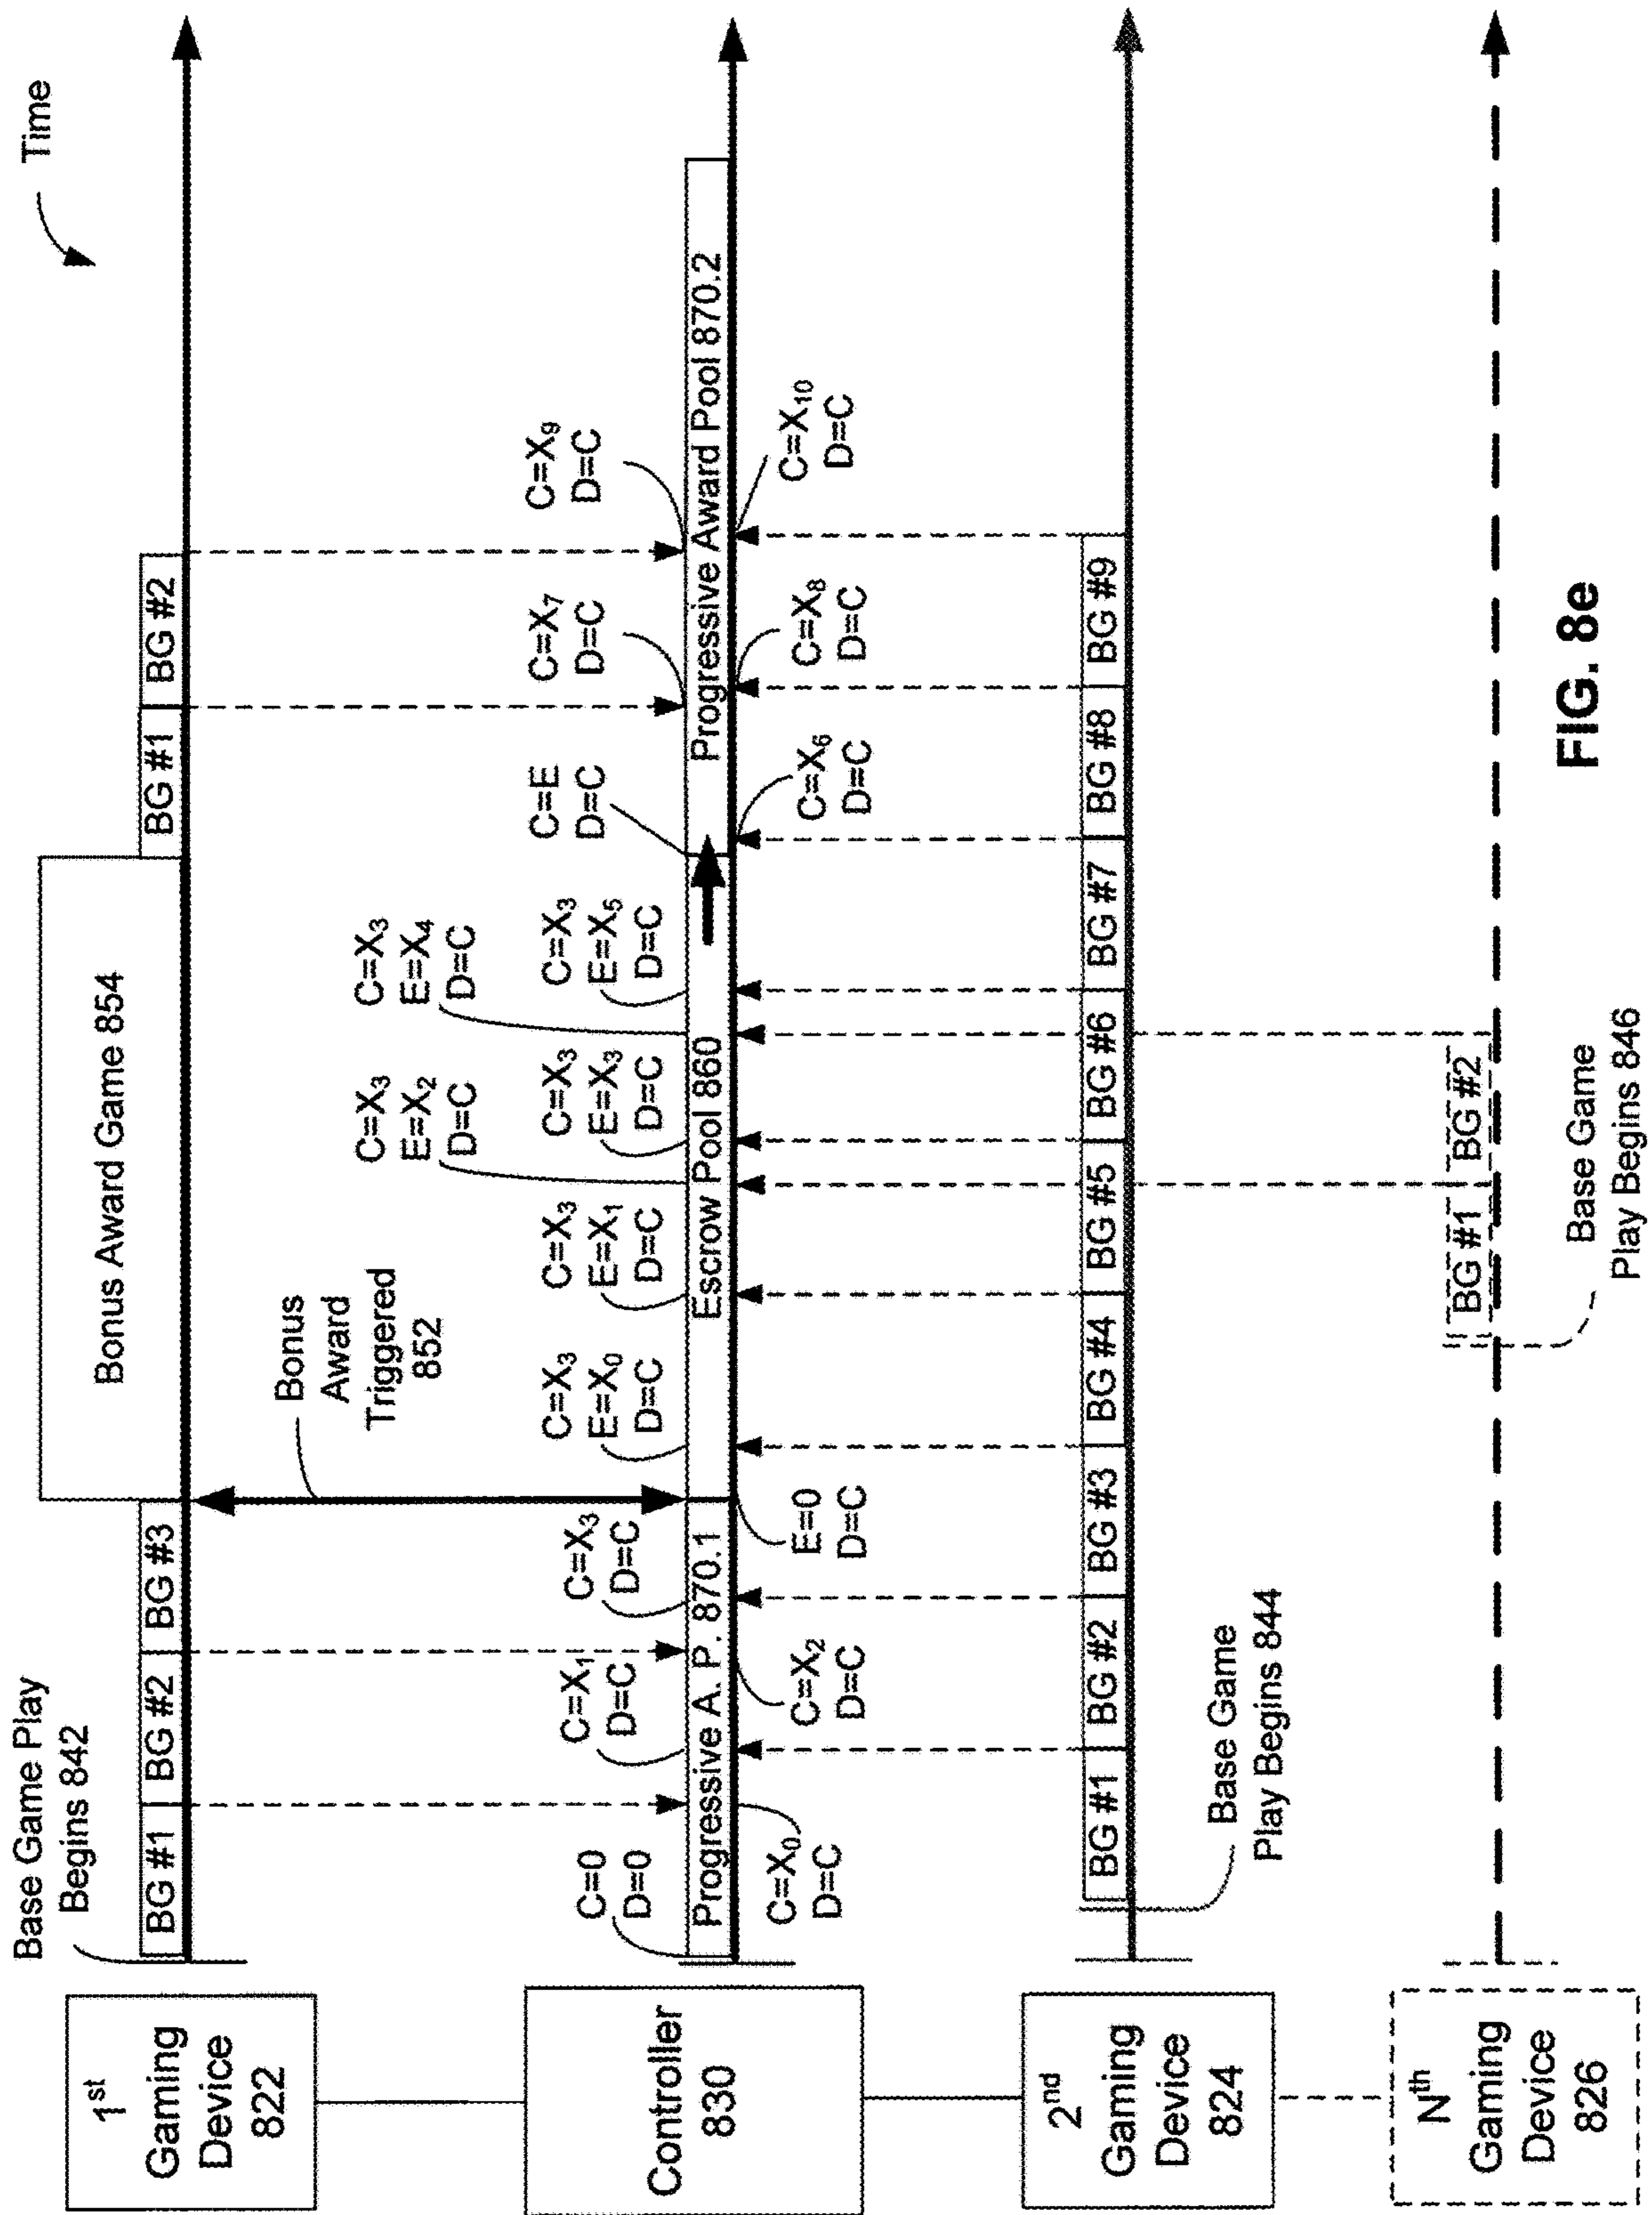 Time
Base Game Play
Begins 842
BG #1
BG #2
BG #3
Bonus Award Game 854
BG #1
BG #2
1st
Gaming
Device
822
Bonus
Award
Triggered
852
C=0
D=0
C=X1
D=C
C=X3
D=C
C=X3
E=X0
D=C
C=X3
E=X1
D=C
C=X3
E=X2
D=C
C=X3
E=X3
D=C
C=X3
E=X4
D=C
C=X3
E=X5
D=C
C=E
D=C
C=X7
D=C
C=X9
D=C
Controller
830
Progressive A. P. 870.1
Escrow Pool 860
Progressive Award Pool 870.2
C=X0
D=C
C=X2
D=C
E=0
D=C
C=X6
D=C
C=X8
D=C
C=X10
D=C
2nd
Gaming
Device
824
BG #1
BG #2
BG #3
BG #4
BG #5
BG #6
BG #7
BG #8
BG #9
Base Game
Play Begins 844
Nth
Gaming
Device
826
BG #1
BG #2
Base Game
Play Begins 846
FIG. 8e